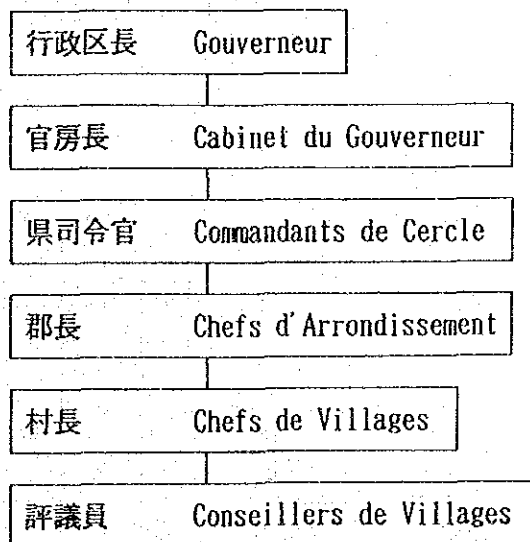 行政区長 Gouverneur
官房長 Cabinet du Gouverneur
県司令官 Commandants de Cercle
郡長 Chefs d'Arrondissement
村長 Chefs de Villages
評議員 Conseillers de Villages